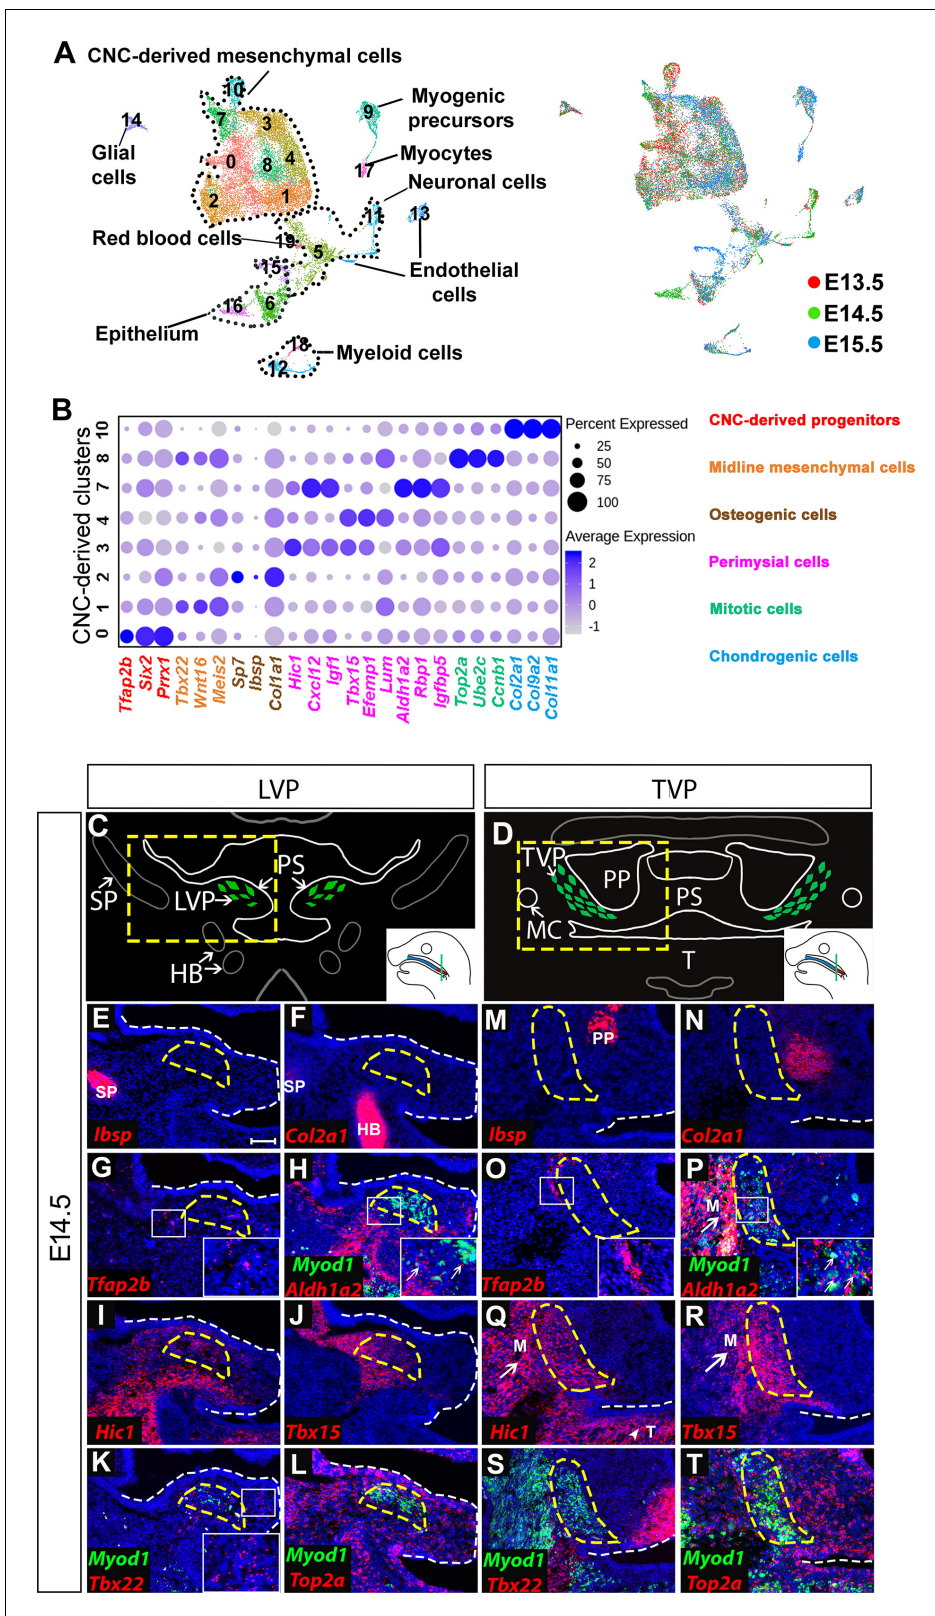 A
CNC-derived mesenchymal cells
10
7
3
9
Myogenic
precursors
14
0
8
4
17
Myocytes
Glial
cells
2
1
Neuronal cells
11
13
Red blood cells
19
5
15
Endothelial
cells
16
6
Epithelium
18
12
Myeloid cells
E13.5
E14.5
E15.5
B
CNC-derived clusters
10
8
7
4
3
2
1
0
Tfap2b
Six2
Prrx1
Tbx22
Wnt16
Meis2
Sp7
Ibsp
Col1a1
Hic1
Cxcl12
Igf1
Tbx15
Efemp1
Lum
Aldh1a2
Rbp1
Igfbp5
Top2a
Ube2c
Ccnb1
Col2a1
Col9a2
Col11a1
Percent Expressed
25
50
75
100
Average Expression
2
1
0
-1
CNC-derived progenitors
Midline mesenchymal cells
Osteogenic cells
Perimysial cells
Mitotic cells
Chondrogenic cells
LVP
TVP
E14.5
C
SP
LVP
PS
HB
D
TVP
PP
PS
MC
T
E
SP
Ibsp
F
SP
HB
Col2a1
M
PP
Ibsp
N
Col2a1
G
Tfap2b
H
Myod1
Aldh1a2
O
Tfap2b
P
M
Myod1
Aldh1a2
I
Hic1
J
Tbx15
Q
M
Hic1
T
R
M
Tbx15
K
Myod1
Tbx22
L
Myod1
Top2a
S
Myod1
Tbx22
T
Myod1
Top2a